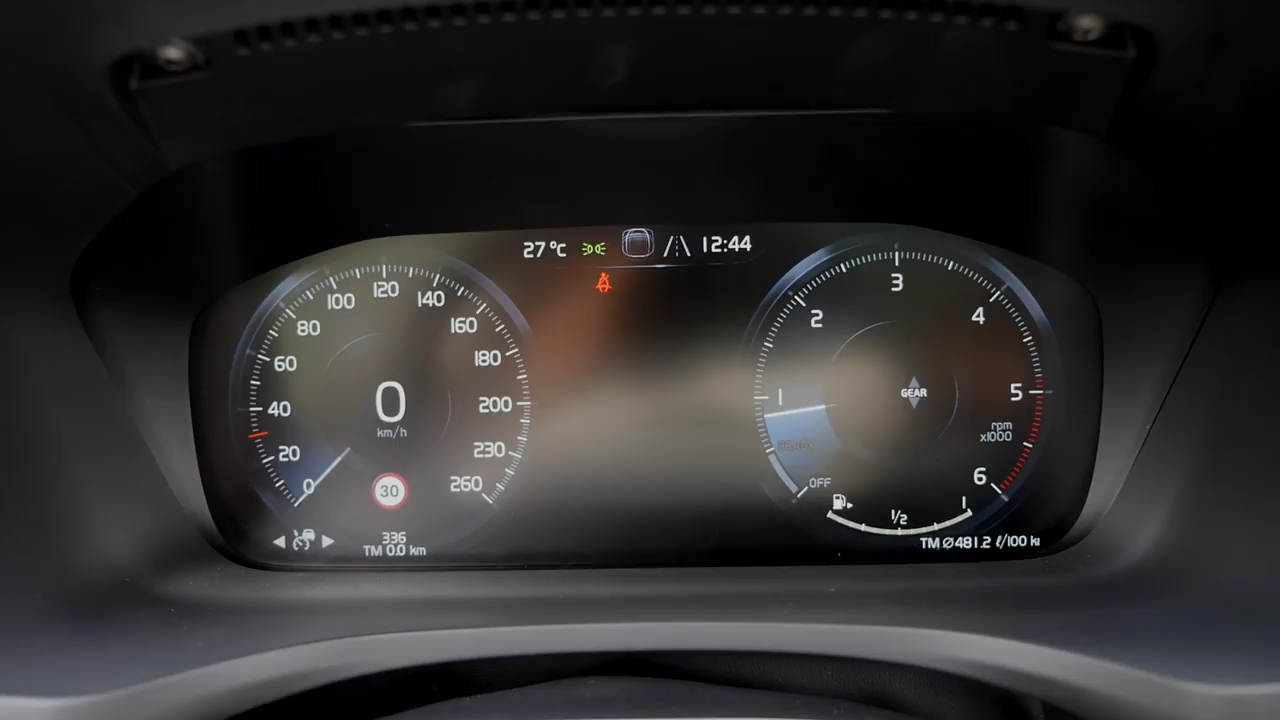 27 °C
12:44
0
20
40
60
80
100
120
140
160
180
200
230
260
0
km/h
30
336
TM 0.0 km
OFF
READY
1
2
3
4
5
6
rpm
x1000
GEAR
1/2
1
TM Ø481.2 ℓ/100